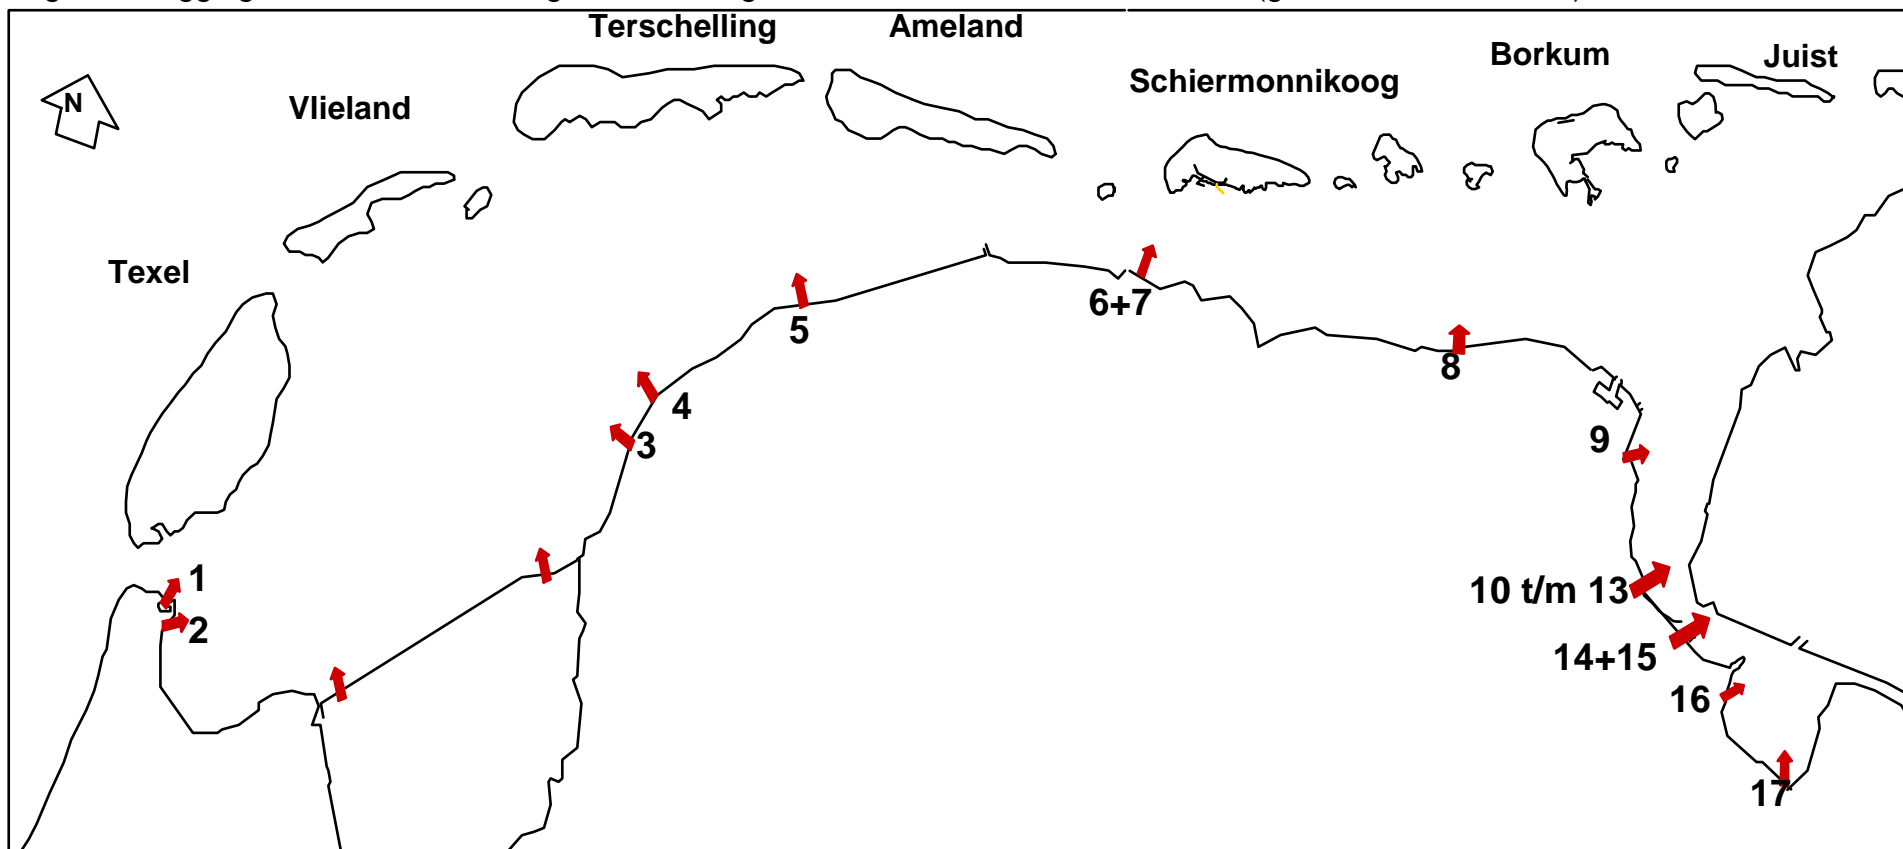 Terschelling
Ameland
Borkum
Juist
Schiermonnikoog
N
Vlieland
Texel
6+7
5
8
4
3
9
1
10 t/m 13
2
14+15
16
17